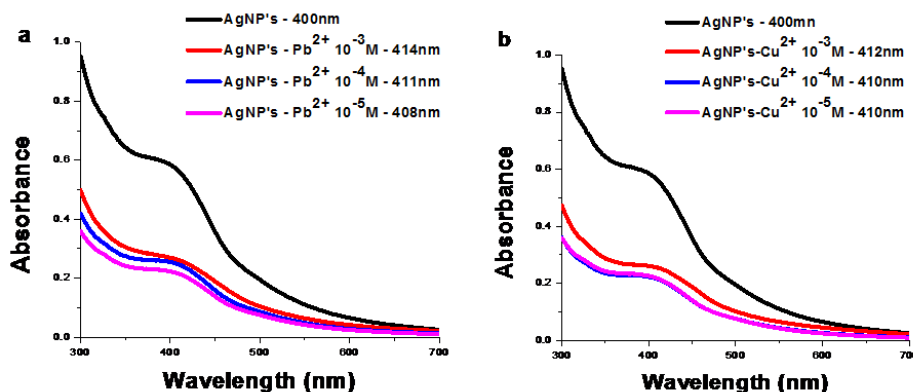 a
AgNP's - 400nm
AgNP's - Pb2+ 10-3M - 414nm
AgNP's - Pb2+ 10-4M - 411nm
AgNP's - Pb2+ 10-5M - 408nm
1.0
0.8
0.6
0.4
0.2
0.0
Absorbance
300
400
500
600
700
Wavelength (nm)
b
AgNP's - 400mn
AgNP's-Cu2+ 10-3M - 412nm
AgNP's-Cu2+ 10-4M - 410nm
AgNP's-Cu2+ 10-5M - 410nm
1.0
0.8
0.6
0.4
0.2
0.0
Absorbance
300
400
500
600
700
Wavelength (nm)